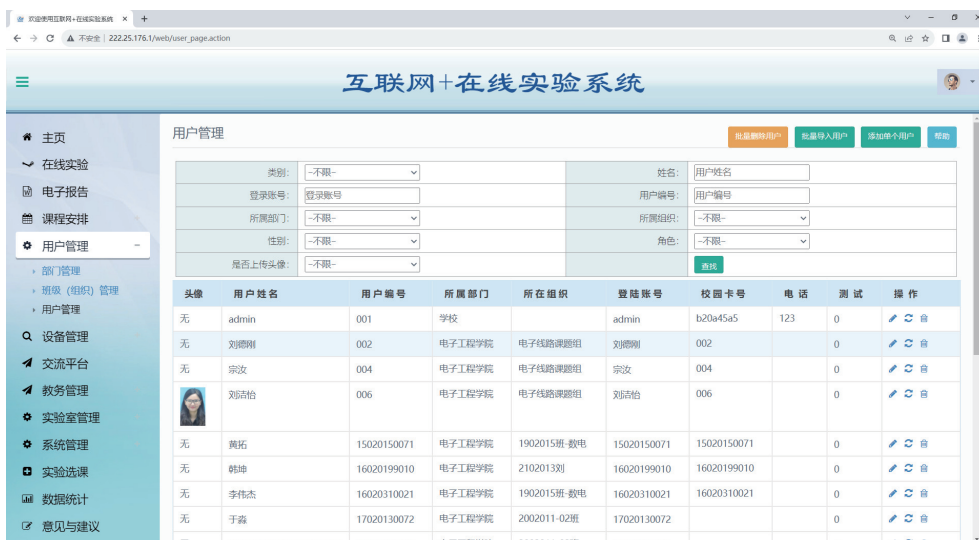 欢迎使用互联网+在线实验系统
不安全 | 222.25.176.1/web/user_page.action
互联网+在线实验系统
主页
在线实验
电子报告
课程安排
用户管理
部门管理
班级（组织）管理
用户管理
设备管理
交流平台
教务管理
实验室管理
系统管理
实验选课
数据统计
意见与建议
用户管理
批量删除用户 批量导入用户 添加单个用户 帮助
类别: -不限- 姓名: 用户姓名
登录账号: 登录账号 用户编号: 用户编号
所属部门: -不限- 所属组织: -不限-
性别: -不限- 角色: -不限-
是否上传头像: -不限- 查找
头像 用户姓名 用户编号 所属部门 所在组织 登陆账号 校园卡号 电话 测试 操作
无 admin 001 学校 admin b20a45a5 123 0
无 刘德刚 002 电子工程学院 电子线路课题组 刘德刚 002 0
无 宗汝 004 电子工程学院 电子线路课题组 宗汝 004 0
刘洁怡 006 电子工程学院 电子线路课题组 刘洁怡 006 0
无 黄拓 15020150071 电子工程学院 1902015班-数电 15020150071 15020150071 0
无 韩坤 16020199010 电子工程学院 2102013刘 16020199010 16020199010 0
无 李伟杰 16020310021 电子工程学院 1902015班-数电 16020310021 16020310021 0
无 于淼 17020130072 电子工程学院 2002011-02班 17020130072 0